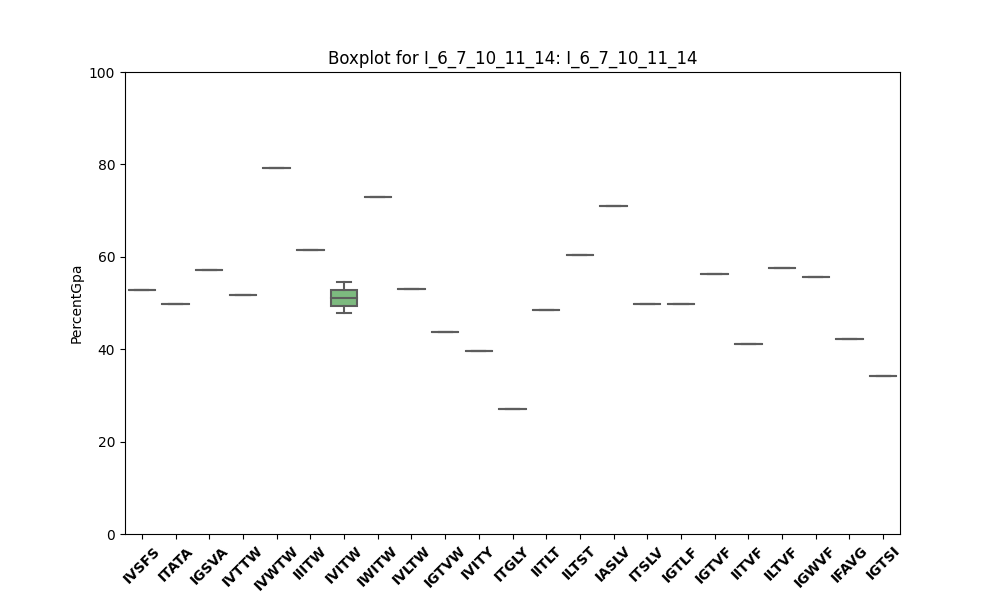 Boxplot for I_6_7_10_11_14: I_6_7_10_11_14
100
80
60
40
20
0
PercentGpa
IVSFS
ITATA
IGSVA
IVTTW
IVWTW
IIITW
IVITW
IWITW
IVLTW
IGTVW
IVITY
ITGLY
IITLT
ILTST
IASLV
ITSLV
IGTLF
IGTVF
IITVF
ILTVF
IGWVF
IFAVG
IGTSI